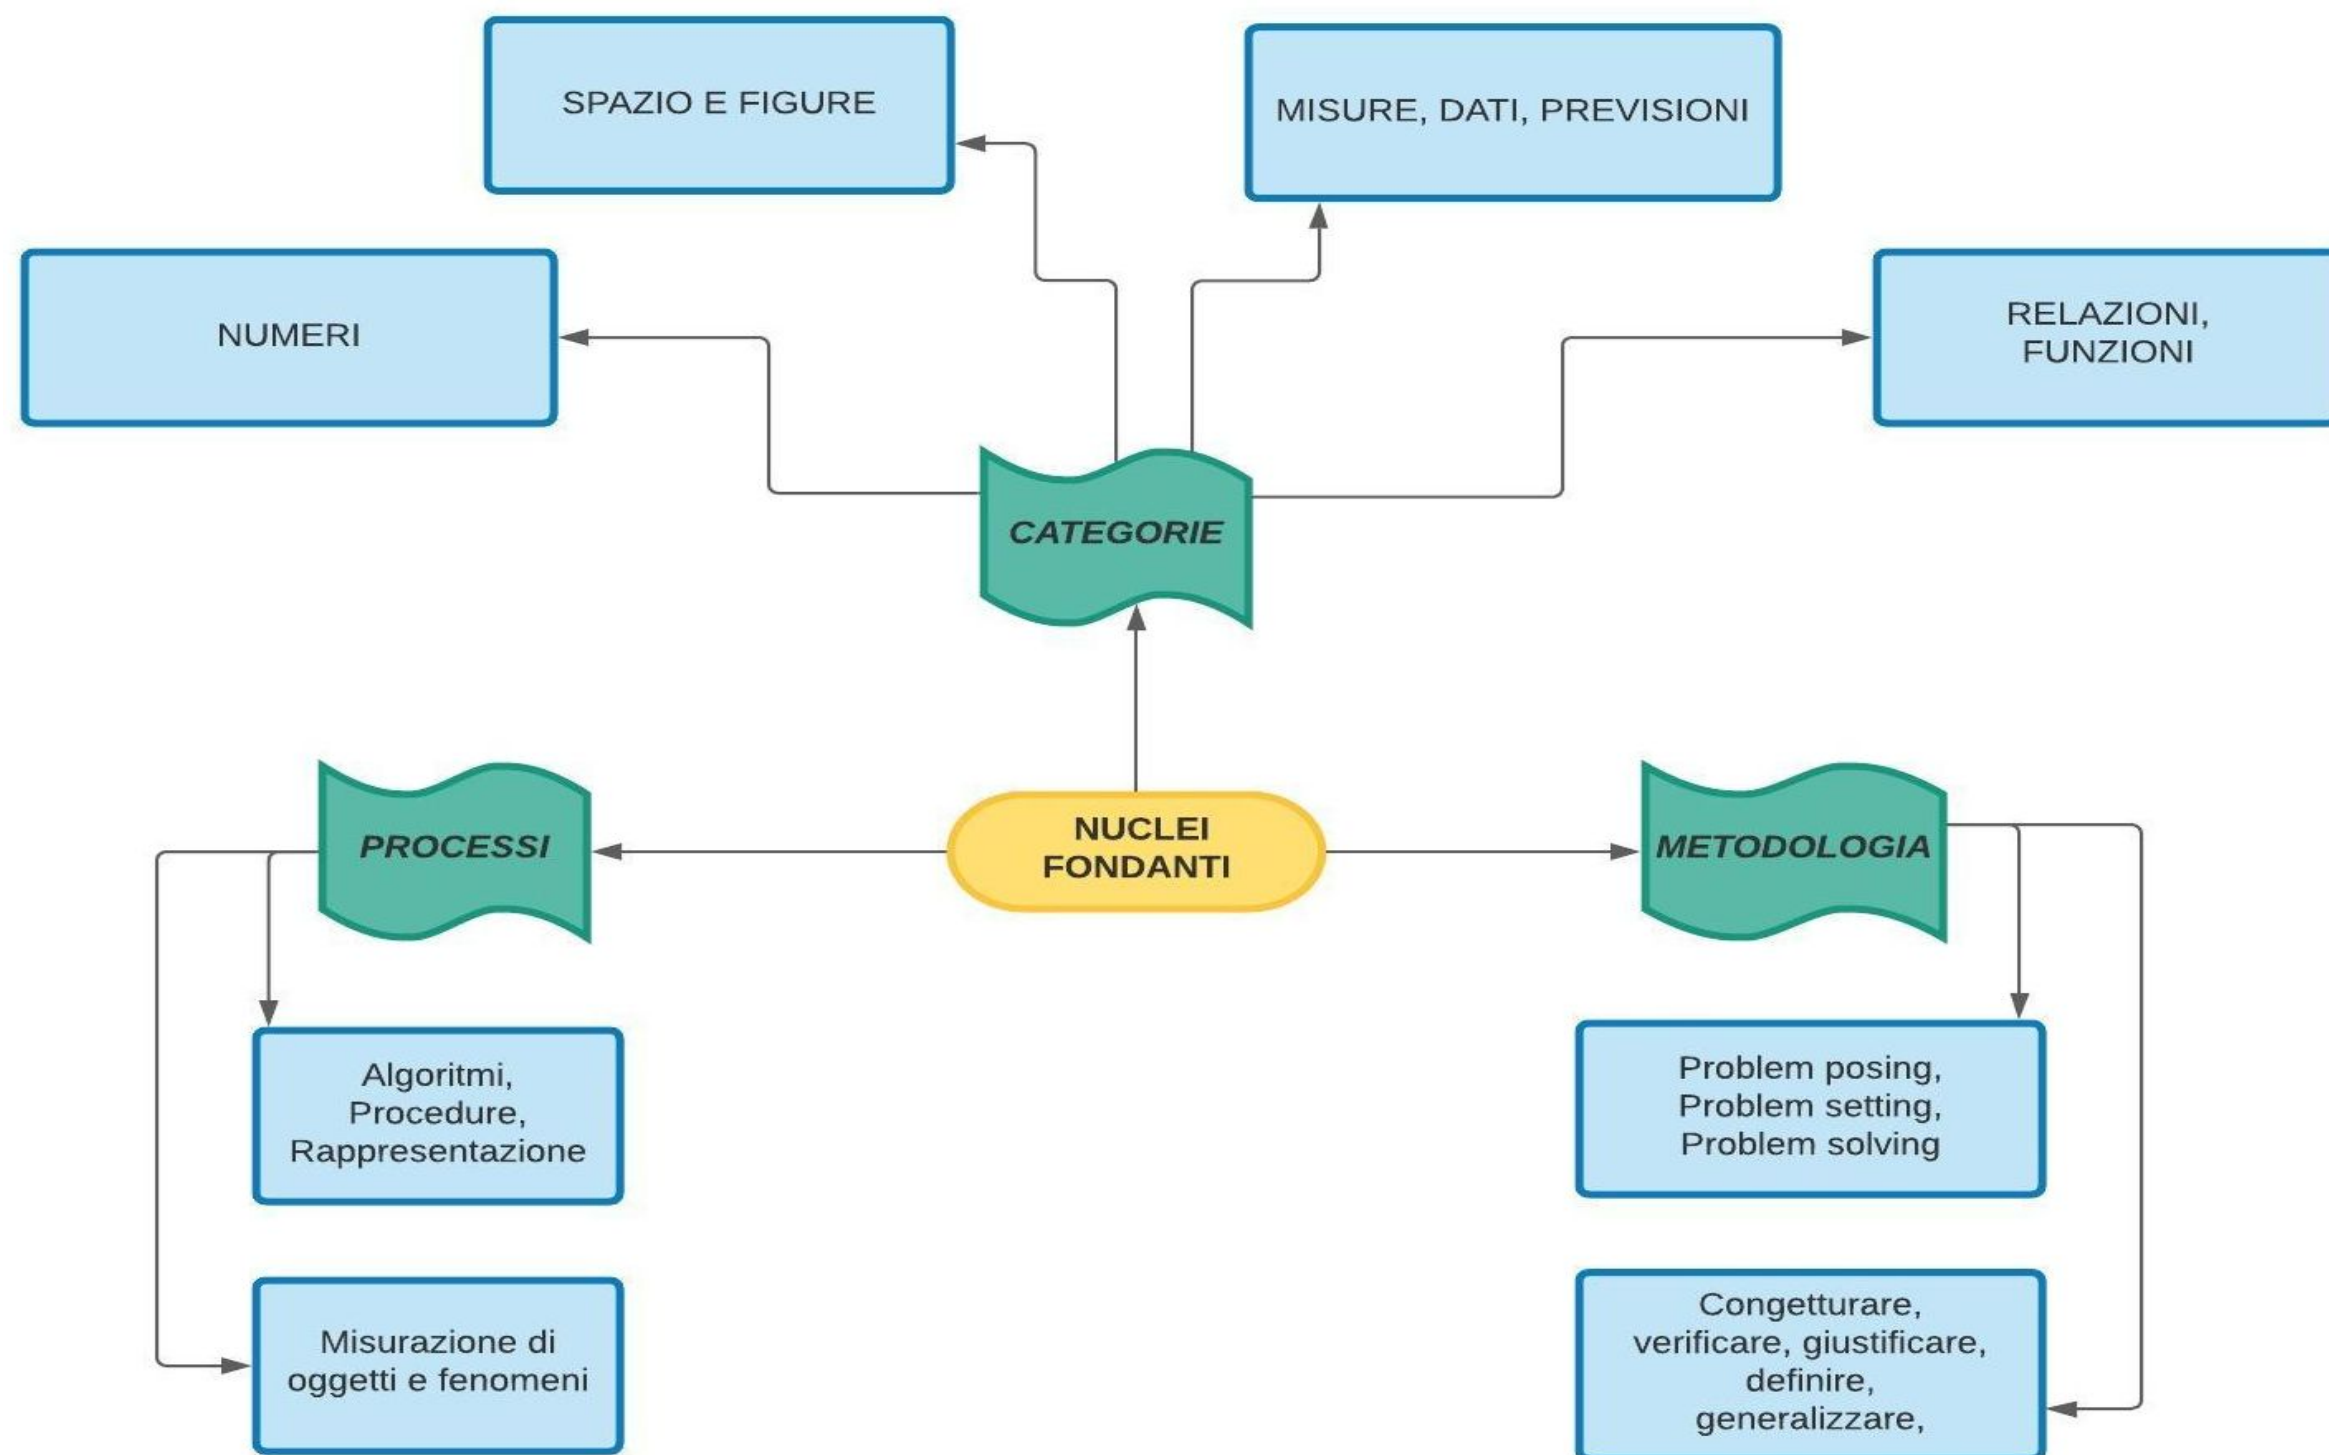 SPAZIO E FIGURE
MISURE, DATI, PREVISIONI
NUMERI
RELAZIONI,
FUNZIONI
CATEGORIE
PROCESSI
NUCLEI
FONDANTI
METODOLOGIA
Algoritmi,
Procedure,
Rappresentazione
Problem posing,
Problem setting,
Problem solving
Misurazione di
oggetti e fenomeni
Congetturare,
verificare, giustificare,
definire,
generalizzare,